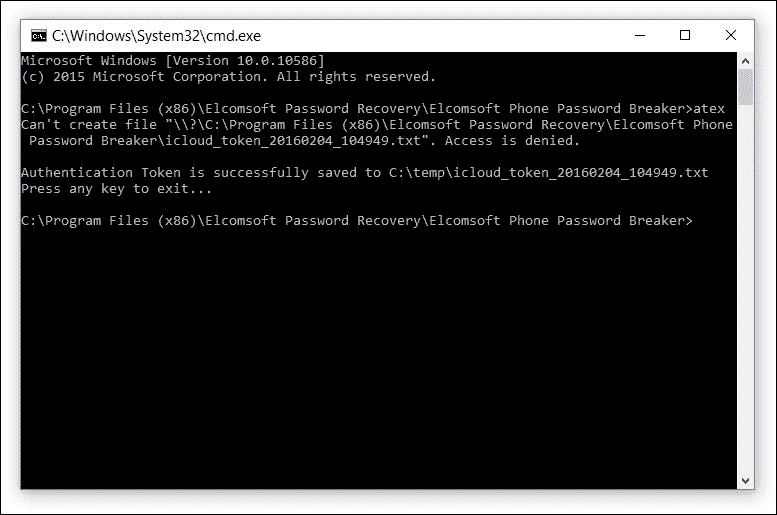 C:\Windows\System32\cmd.exe
Microsoft Windows [Version 10.0.10586]
(c) 2015 Microsoft Corporation. All rights reserved.
C:\Program Files (x86)\Elcomsoft Password Recovery\Elcomsoft Phone Password Breaker>atex
Can't create file "\\?\C:\Program Files (x86)\Elcomsoft Password Recovery\Elcomsoft Phone
Password Breaker\icloud_token_20160204_104949.txt". Access is denied.
Authentication Token is successfully saved to C:\temp\icloud_token_20160204_104949.txt
Press any key to exit...
C:\Program Files (x86)\Elcomsoft Password Recovery\Elcomsoft Phone Password Breaker>